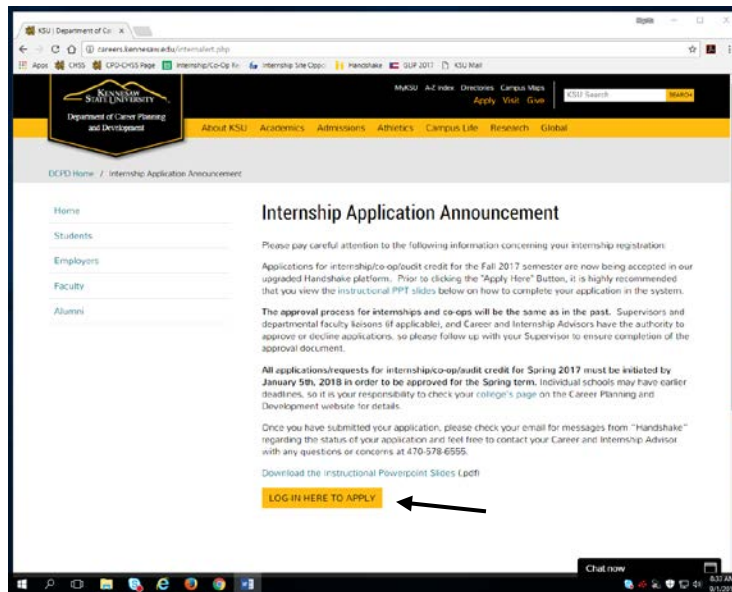 KSU | Department of Car
careers.kennesaw.edu/internalert.php
Apps CHSS CPD-CHSS Page Internship/Co-Op Internship Site Handshake GLIP 2017 KSU Mail
KENNESAW
STATE UNIVERSITY
Department of Career Planning
and Development
MyKSU A-Z Index Directories Campus Maps
Apply Visit Give
KSU Search SEARCH
About KSU Academics Admissions Athletics Campus Life Research Global
DCPD Home / Internship Application Announcement
Home
Students
Employers
Faculty
Alumni
Internship Application Announcement
Please pay careful attention to the following information concerning your internship registration:
Applications for internship/co-op/audit credit for the Fall 2017 semester are now being accepted in our
upgraded Handshake platform. Prior to clicking the "Apply Here" Button, it is highly recommended
that you view the instructional PPT slides below on how to complete your application in the system.
The approval process for internships and co-ops will be the same as in the past. Supervisors and
departmental faculty liaisons (if applicable), and Career and Internship Advisors have the authority to
approve or decline applications, so please follow up with your Supervisor to ensure completion of the
approval document.
All applications/requests for internship/co-op/audit credit for Spring 2017 must be initiated by
January 5th, 2018 in order to be approved for the Spring term. Individual schools may have earlier
deadlines, so it is your responsibility to check your college's page on the Career Planning and
Development website for details.
Once you have submitted your application, please check your email for messages from "Handshake"
regarding the status of your application and feel free to contact your Career and Internship Advisor
with any questions or concerns at 470-578-6555.
Download the Instructional Powerpoint Slides (.pdf)
LOG-IN HERE TO APPLY
Chat now
8:33 AM